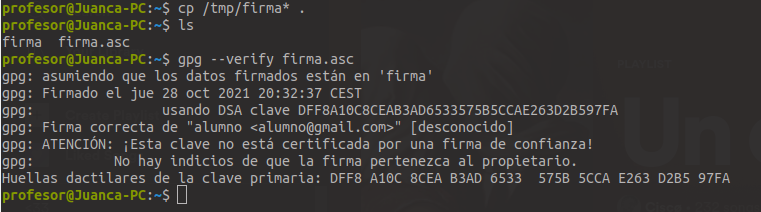 profesor@Juanca-PC:~$ cp /tmp/firma* .
profesor@Juanca-PC:~$ ls
firma  firma.asc
profesor@Juanca-PC:~$ gpg --verify firma.asc
gpg: asumiendo que los datos firmados están en 'firma'
gpg: Firmado el jue 28 oct 2021 20:32:37 CEST
gpg:                usando DSA clave DFF8A10C8CEAB3AD6533575B5CCAE263D2B597FA
gpg: Firma correcta de "alumno <alumno@gmail.com>" [desconocido]
gpg: ATENCIÓN: ¡Esta clave no está certificada por una firma de confianza!
gpg:          No hay indicios de que la firma pertenezca al propietario.
Huellas dactilares de la clave primaria: DFF8 A10C 8CEA B3AD 6533  575B 5CCA E263 D2B5 97FA
profesor@Juanca-PC:~$